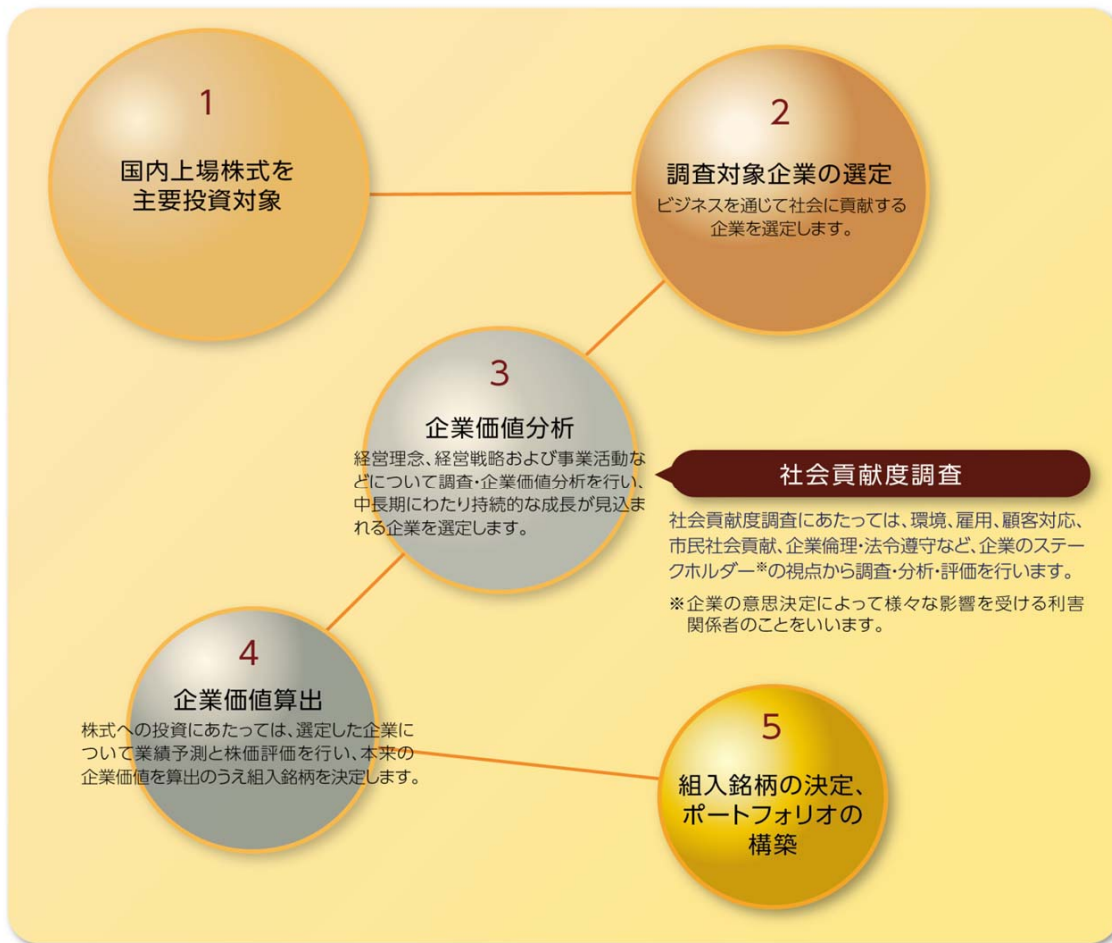 1
国内上場株式を
主要投資対象
2
調査対象企業の選定
ビジネスを通じて社会に貢献する
企業を選定します。
3
企業価値分析
経営理念、経営戦略および事業活動な
どについて調査・企業価値分析を行い、
中長期にわたり持続的な成長が見込ま
れる企業を選定します。
社会貢献度調査
社会貢献度調査にあたっては、環境、雇用、顧客対応、
市民社会貢献、企業倫理・法令遵守など、企業のステー
クホルダー※の視点から調査・分析・評価を行います。
※企業の意思決定によって様々な影響を受ける利害
関係者のことをいいます。
4
企業価値算出
株式への投資にあたっては、選定した企業に
ついて業績予測と株価評価を行い、本来の
企業価値を算出のうえ組入銘柄を決定します。
5
組入銘柄の決定、
ポートフォリオの
構築